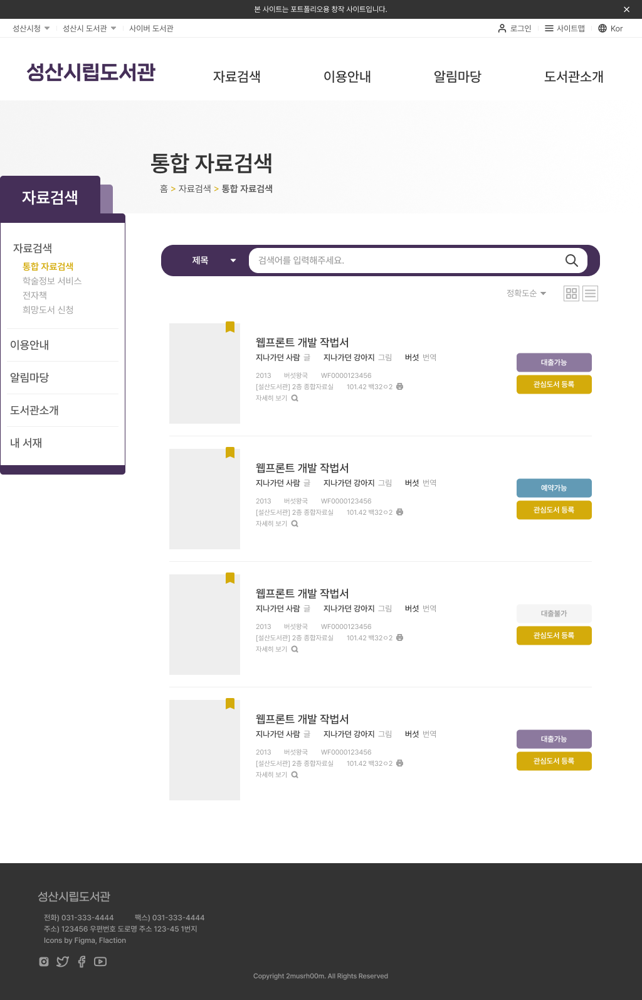 본 사이트는 포트폴리오용 창작 사이트입니다.
성산시청 성산시 도서관 사이버 도서관 로그인 사이트맵 Kor
성산시립도서관 자료검색 이용안내 알림마당 도서관소개
통합 자료검색
홈 > 자료검색 > 통합 자료검색
자료검색
자료검색
통합 자료검색
학술정보 서비스
전자책
희망도서 신청
이용안내
알림마당
도서관소개
내 서재
제목 검색어를 입력해주세요.
정확도순
웹프론트 개발 작법서
지나가던 사람 글 지나가던 강아지 그림 버섯 번역
2013 버섯왕국 WF0000123456
[설산도서관] 2층 종합자료실 101.42 백32ㅇ2
자세히 보기
대출가능
관심도서 등록
웹프론트 개발 작법서
지나가던 사람 글 지나가던 강아지 그림 버섯 번역
2013 버섯왕국 WF0000123456
[설산도서관] 2층 종합자료실 101.42 백32ㅇ2
자세히 보기
예약가능
관심도서 등록
웹프론트 개발 작법서
지나가던 사람 글 지나가던 강아지 그림 버섯 번역
2013 버섯왕국 WF0000123456
[설산도서관] 2층 종합자료실 101.42 백32ㅇ2
자세히 보기
대출불가
관심도서 등록
웹프론트 개발 작법서
지나가던 사람 글 지나가던 강아지 그림 버섯 번역
2013 버섯왕국 WF0000123456
[설산도서관] 2층 종합자료실 101.42 백32ㅇ2
자세히 보기
대출가능
관심도서 등록
성산시립도서관
전화) 031-333-4444 팩스) 031-333-4444
주소) 123456 우편번호 도로명 주소 123-45 1번지
Icons by Figma, Flaction
Copyright 2musrh00m. All Rights Reserved